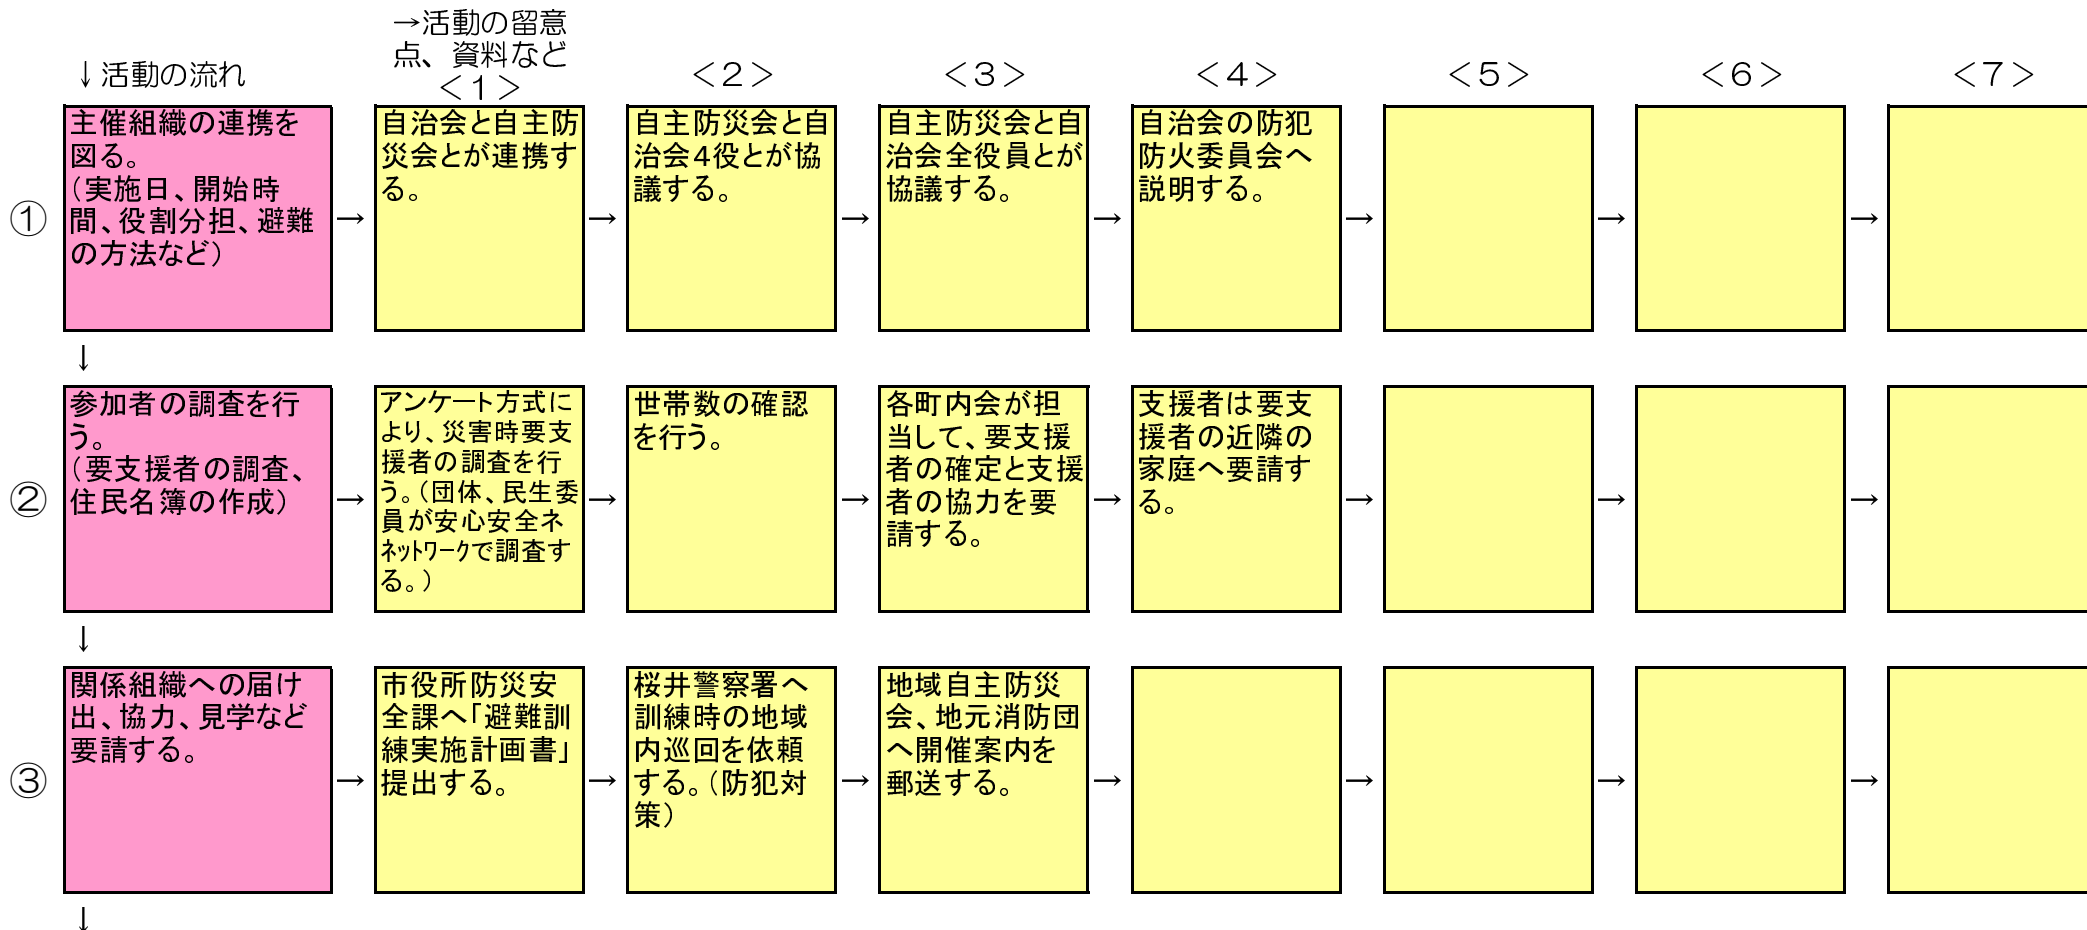 →活動の留意
点、資料など
↓活動の流れ
＜１＞
＜２＞
＜３＞
＜４＞
＜５＞
＜６＞
＜７＞
①
主催組織の連携を
図る。
（実施日、開始時
間、役割分担、避難
の方法など）
→
自治会と自主防
災会とが連携す
る。
→
自主防災会と自
治会４役とが協
議する。
→
自主防災会と自
治会全役員とが
協議する。
→
自治会の防犯
防火委員会へ
説明する。
→
→
→
↓
②
参加者の調査を行
う。
（要支援者の調査、
住民名簿の作成）
→
アンケート方式に
より、災害時要支
援者の調査を行
う。（団体、民生委
員が安心安全ネ
ネットワークで調査す
る。）
→
世帯数の確認
を行う。
→
各町内会が担
当して、要支援
者の確定と支援
者の協力を要
請する。
→
支援者は要支
援者の近隣の
家庭へ要請す
る。
→
→
→
↓
③
関係組織への届け
出、協力、見学など
要請する。
→
市役所防災安
全課へ「避難訓
練実施計画書」
提出する。
→
桜井警察署へ
訓練時の地域
内巡回を依頼
する。（防犯対
策）
→
地域自主防災
会、地元消防団
へ開催案内を
郵送する。
→
→
→
→
↓